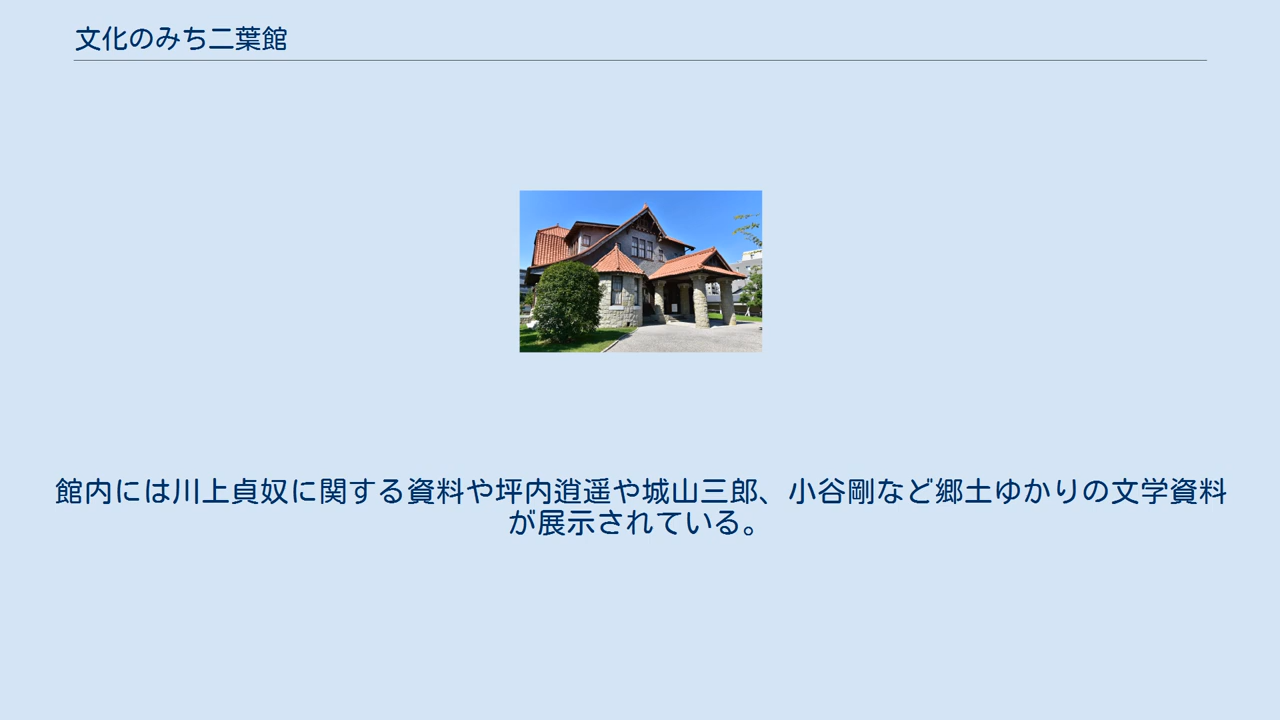 文化のみち二葉館
館内には川上貞奴に関する資料や坪内逍遥や城山三郎、小谷剛など郷土ゆかりの文学資料
が展示されている。